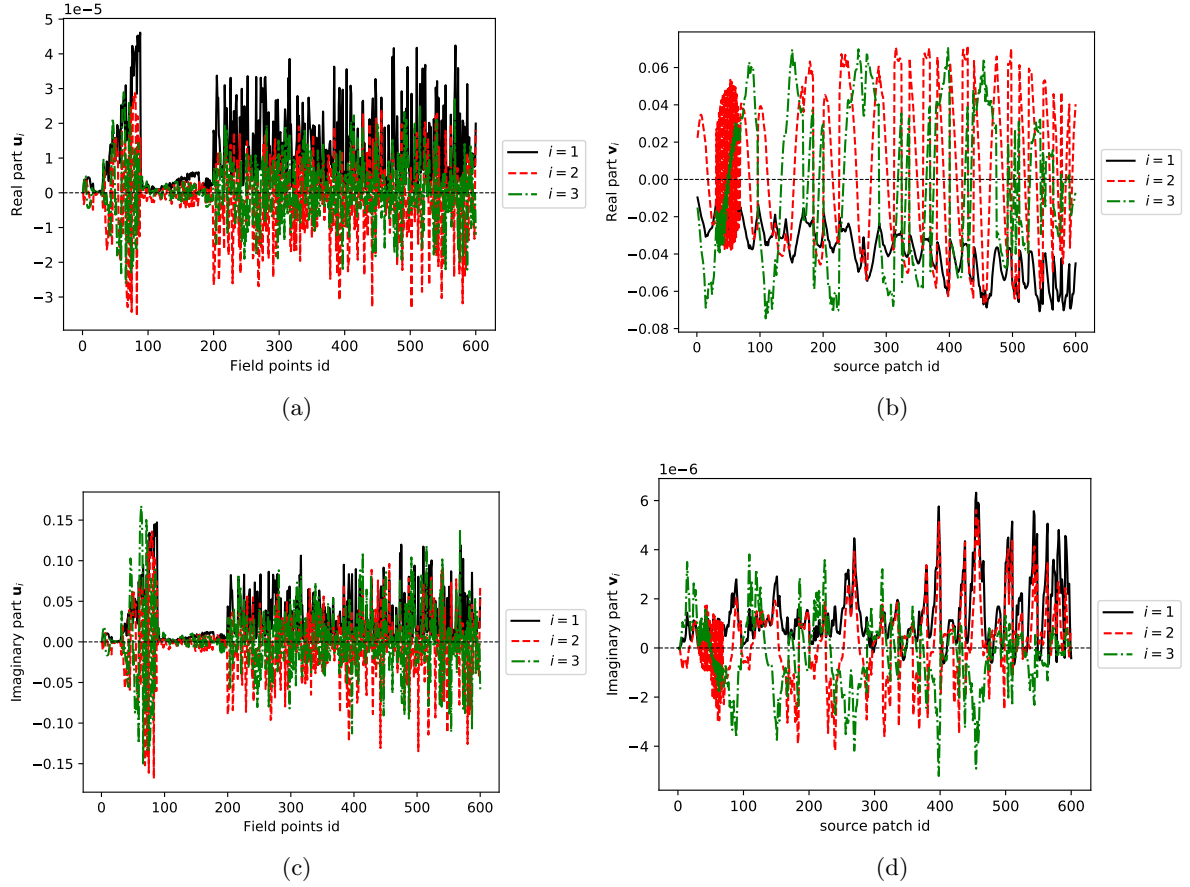 1e−5
5
4
3
2
1
0
−1
−2
−3
Real part u_i
0 100 200 300 400 500 600
Field points id
i = 1
i = 2
i = 3
(a)
0.06
0.04
0.02
0.00
−0.02
−0.04
−0.06
−0.08
Real part v_i
0 100 200 300 400 500 600
source patch id
i = 1
i = 2
i = 3
(b)
0.15
0.10
0.05
0.00
−0.05
−0.10
−0.15
Imaginary part u_i
0 100 200 300 400 500 600
Field points id
i = 1
i = 2
i = 3
(c)
1e−6
6
4
2
0
−2
−4
Imaginary part v_i
0 100 200 300 400 500 600
source patch id
i = 1
i = 2
i = 3
(d)